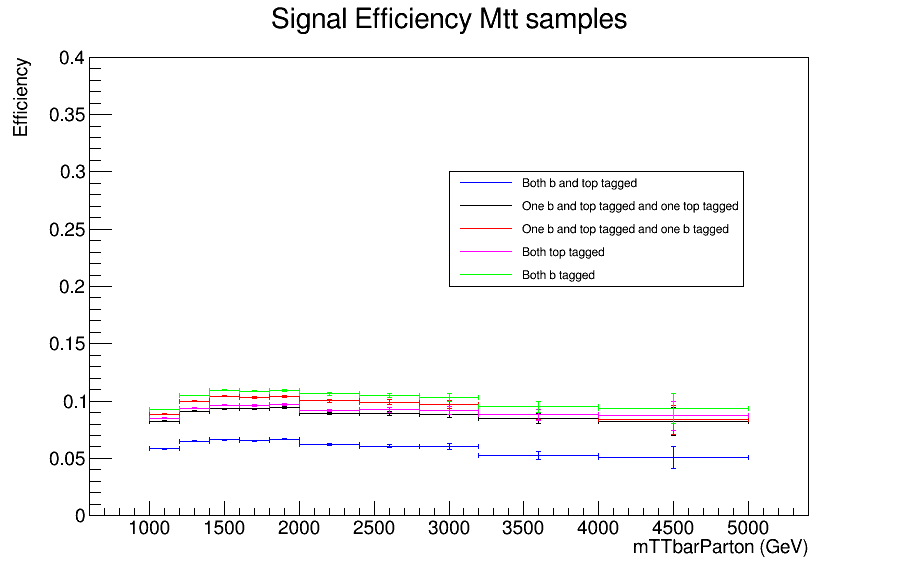 Signal Efficiency Mtt samples
Efficiency
0.4
0.35
0.3
0.25
0.2
0.15
0.1
0.05
0
Both b and top tagged
One b and top tagged and one top tagged
One b and top tagged and one b tagged
Both top tagged
Both b tagged
1000 1500 2000 2500 3000 3500 4000 4500 5000
mTTbarParton (GeV)